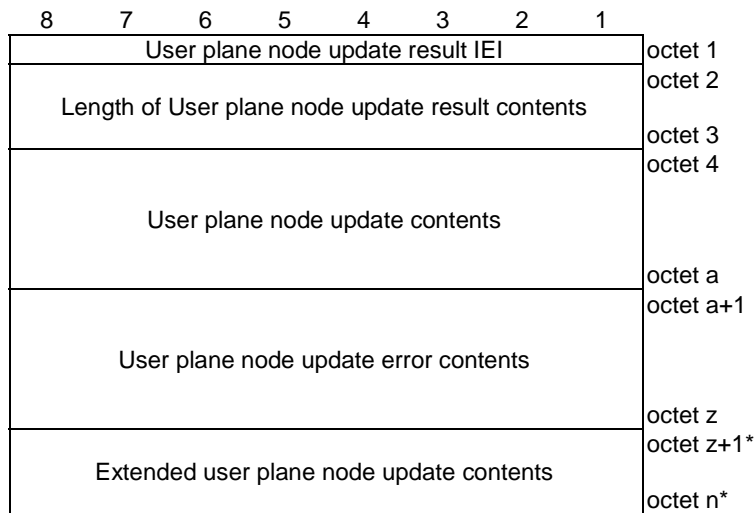 8 7 6 5 4 3 2 1
User plane node update result IEI octet 1
octet 2
Length of User plane node update result contents
octet 3
octet 4
User plane node update contents
octet a
octet a+1
User plane node update error contents
octet z
octet z+1*
Extended user plane node update contents
octet n*